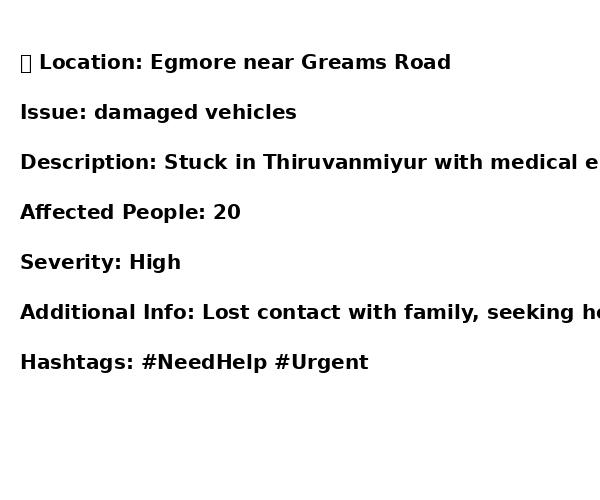 Location: Egmore near Greams Road
Issue: damaged vehicles
Description: Stuck in Thiruvanmiyur with medical
Affected People: 20
Severity: High
Additional Info: Lost contact with family, seeking
Hashtags: #NeedHelp #Urgent